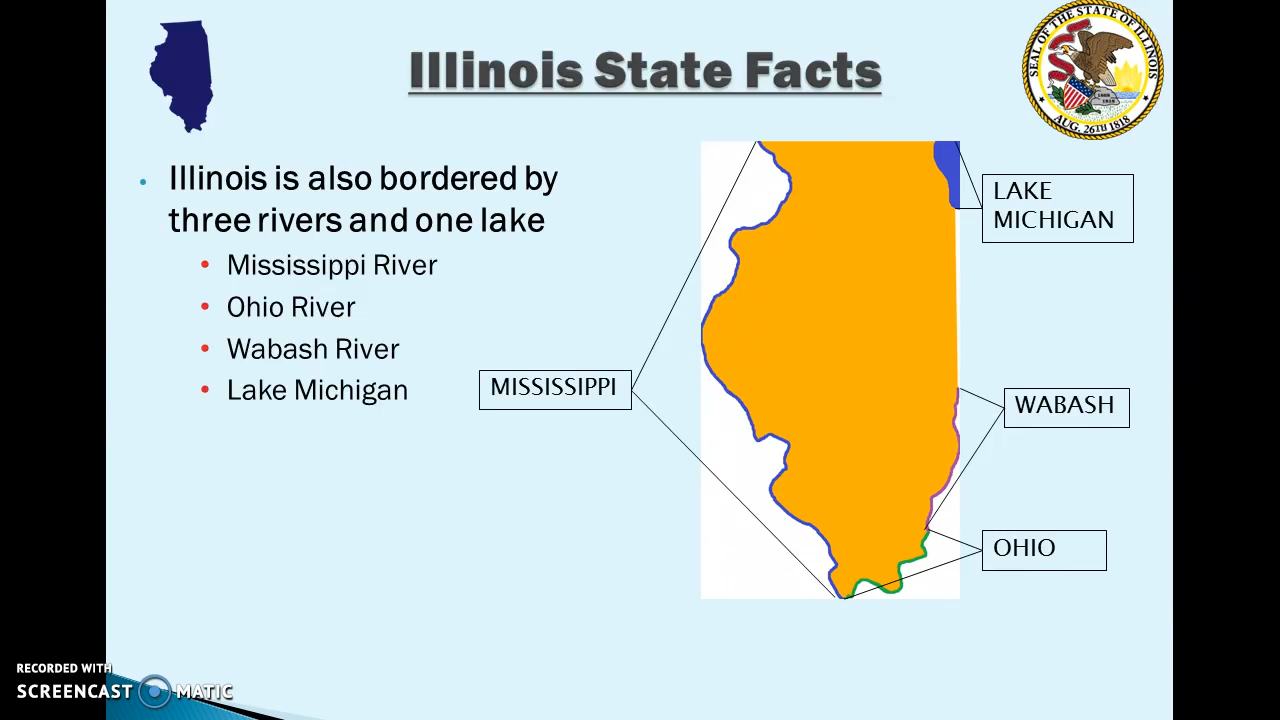 Illinois State Facts
SEAL OF THE STATE OF ILLINOIS
AUG. 26TH 1818
• Illinois is also bordered by
three rivers and one lake
• Mississippi River
• Ohio River
• Wabash River
• Lake Michigan
LAKE
MICHIGAN
MISSISSIPPI
WABASH
OHIO
RECORDED WITH
SCREENCAST MATIC